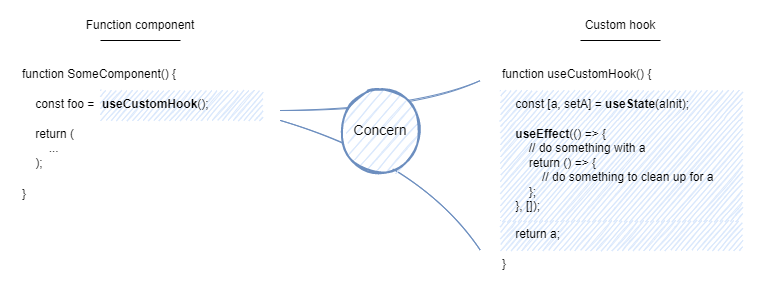 Function component
function SomeComponent() {
const foo = useCustomHook();
return (
...
);
}
Concern
Custom hook
function useCustomHook() {
const [a, setA] = useState(aInit);
useEffect(() => {
// do something with a
return () => {
// do something to clean up for a
};
}, []);
return a;
}